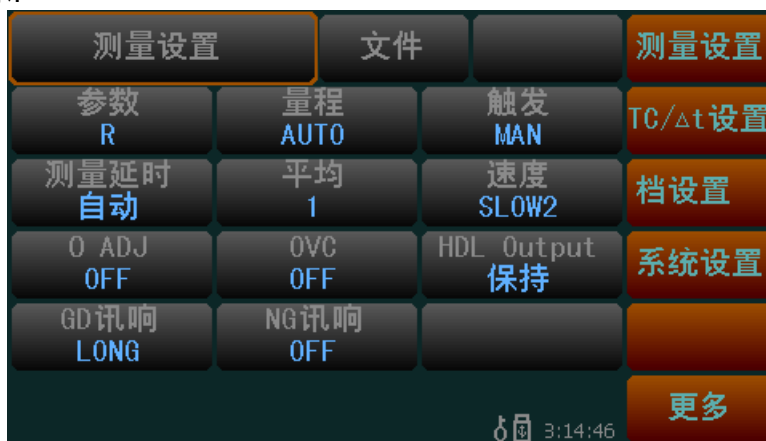 测量设置 文件 测量设置
参数 量程 触发
R AUTO MAN TC/△t设置
测量延时 平均 速度
自动 1 SLOW2 档设置
O ADJ OVC HDL Output
OFF OFF 保持 系统设置
GD讯响 NG讯响
LONG OFF
更多
3:14:46